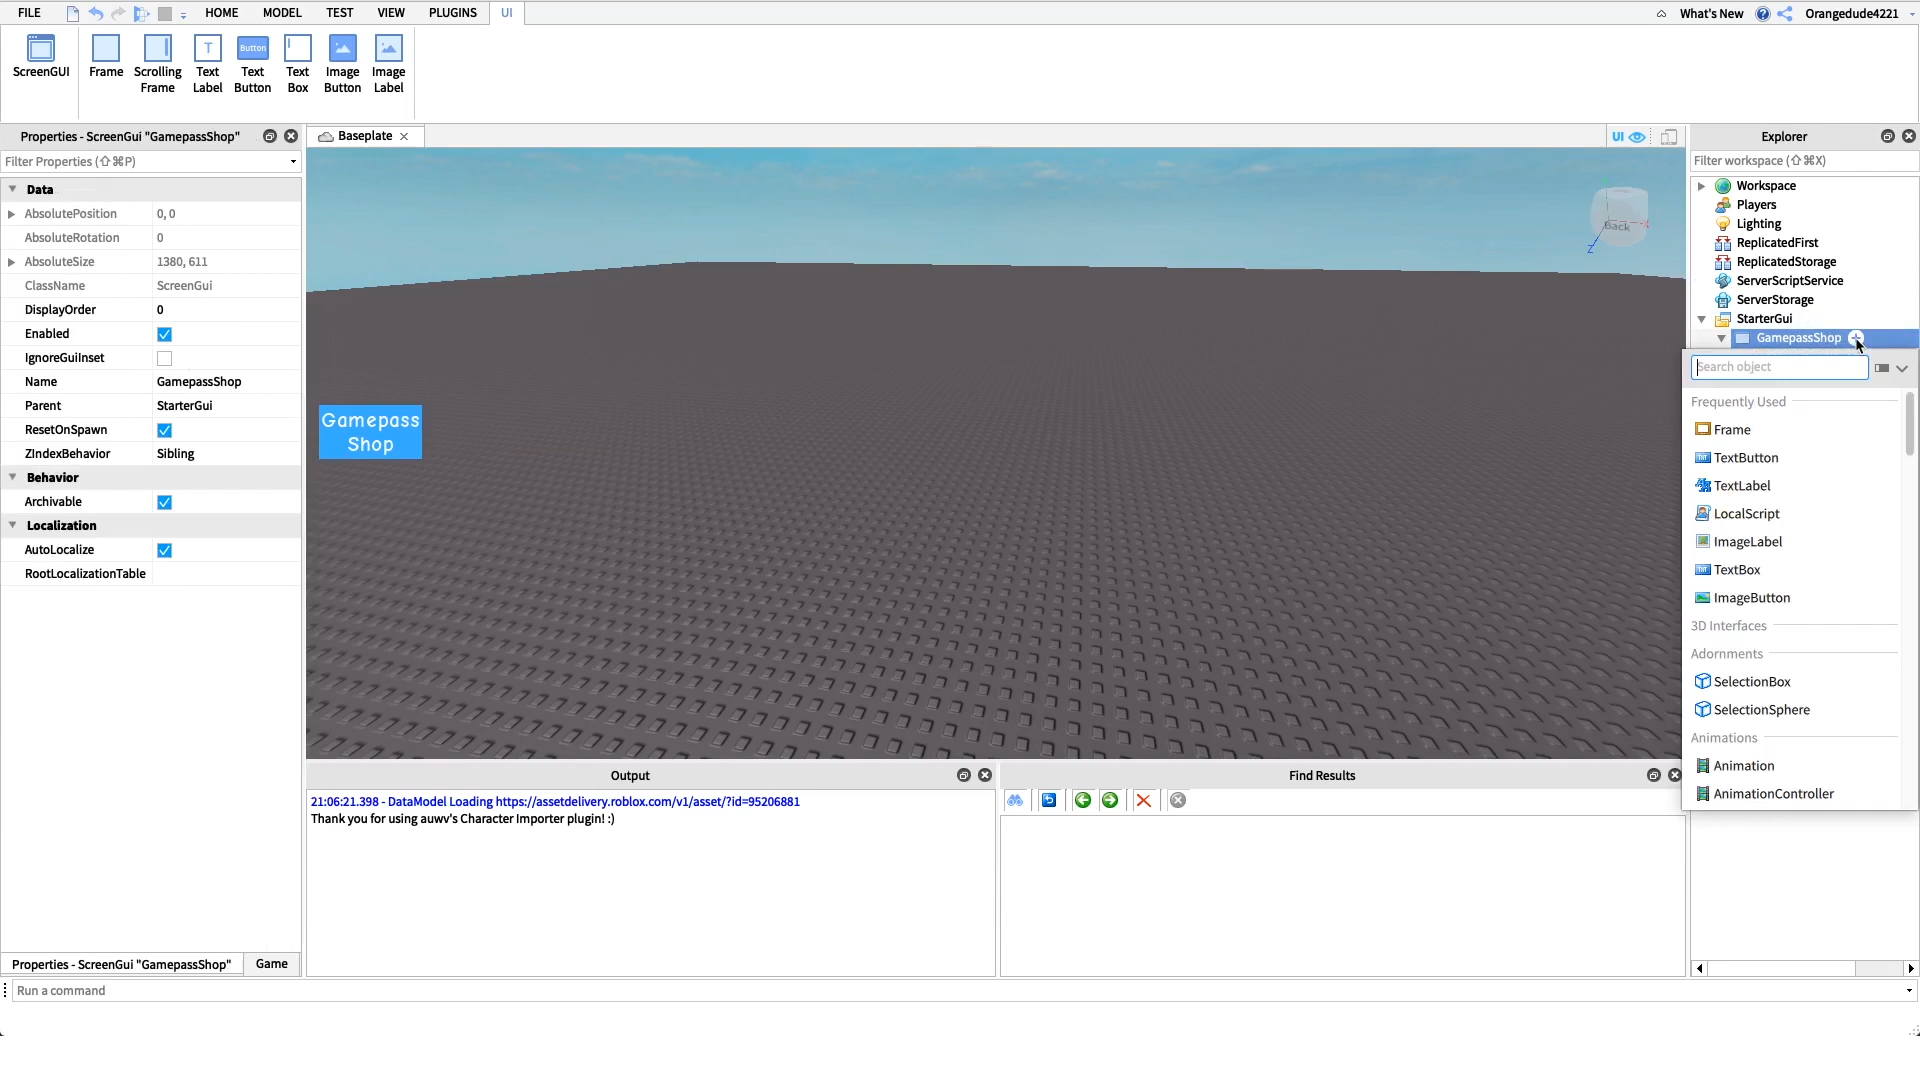 FILE HOME MODEL TEST VIEW PLUGINS UI What's New Orangedude4221
ScreenGUI Frame Scrolling Frame Text Label Button Text Button Text Box Image Button Image Label
Properties - ScreenGui "GamepassShop"
Filter Properties (⇧⌘P)
Data
AbsolutePosition 0, 0
AbsoluteRotation 0
AbsoluteSize 1380, 611
ClassName ScreenGui
DisplayOrder 0
Enabled
IgnoreGuiInset
Name GamepassShop
Parent StarterGui
ResetOnSpawn
ZIndexBehavior Sibling
Behavior
Archivable
Localization
AutoLocalize
RootLocalizationTable
Properties - ScreenGui "GamepassShop" Game
Run a command
Baseplate UI
Back
Z
X
Gamepass
Shop
Output
21:06:21.398 - DataModel Loading https://assetdelivery.roblox.com/v1/asset/?id=95206881
Thank you for using auwv's Character Importer plugin! :)
Find Results
Explorer
Filter workspace (⇧⌘X)
Workspace
Players
Lighting
ReplicatedFirst
ReplicatedStorage
ServerScriptService
ServerStorage
StarterGui
GamepassShop
Search object
Frequently Used
Frame
TextButton
TextLabel
LocalScript
ImageLabel
TextBox
ImageButton
3D Interfaces
Adornments
SelectionBox
SelectionSphere
Animations
Animation
AnimationController